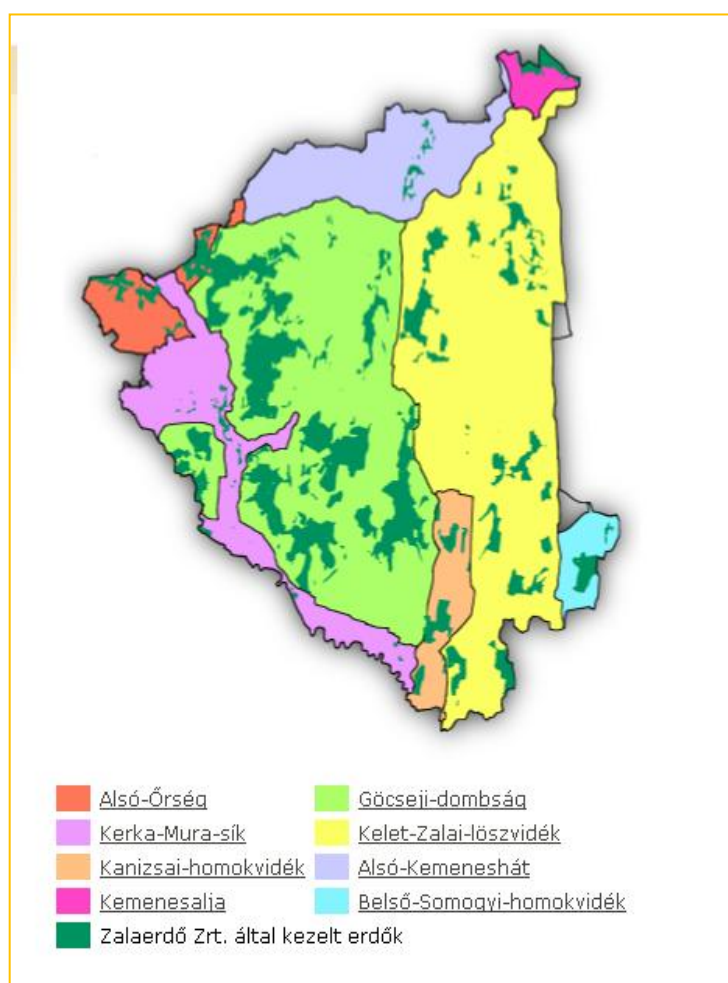 Alsó-Őrség
Göcseji-dombság
Kerka-Mura-sík
Kelet-Zalai-löszvidék
Kanizsai-homokvidék
Alsó-Kemeneshát
Kemenesalja
Belső-Somogyi-homokvidék
Zalaerdő Zrt. által kezelt erdők